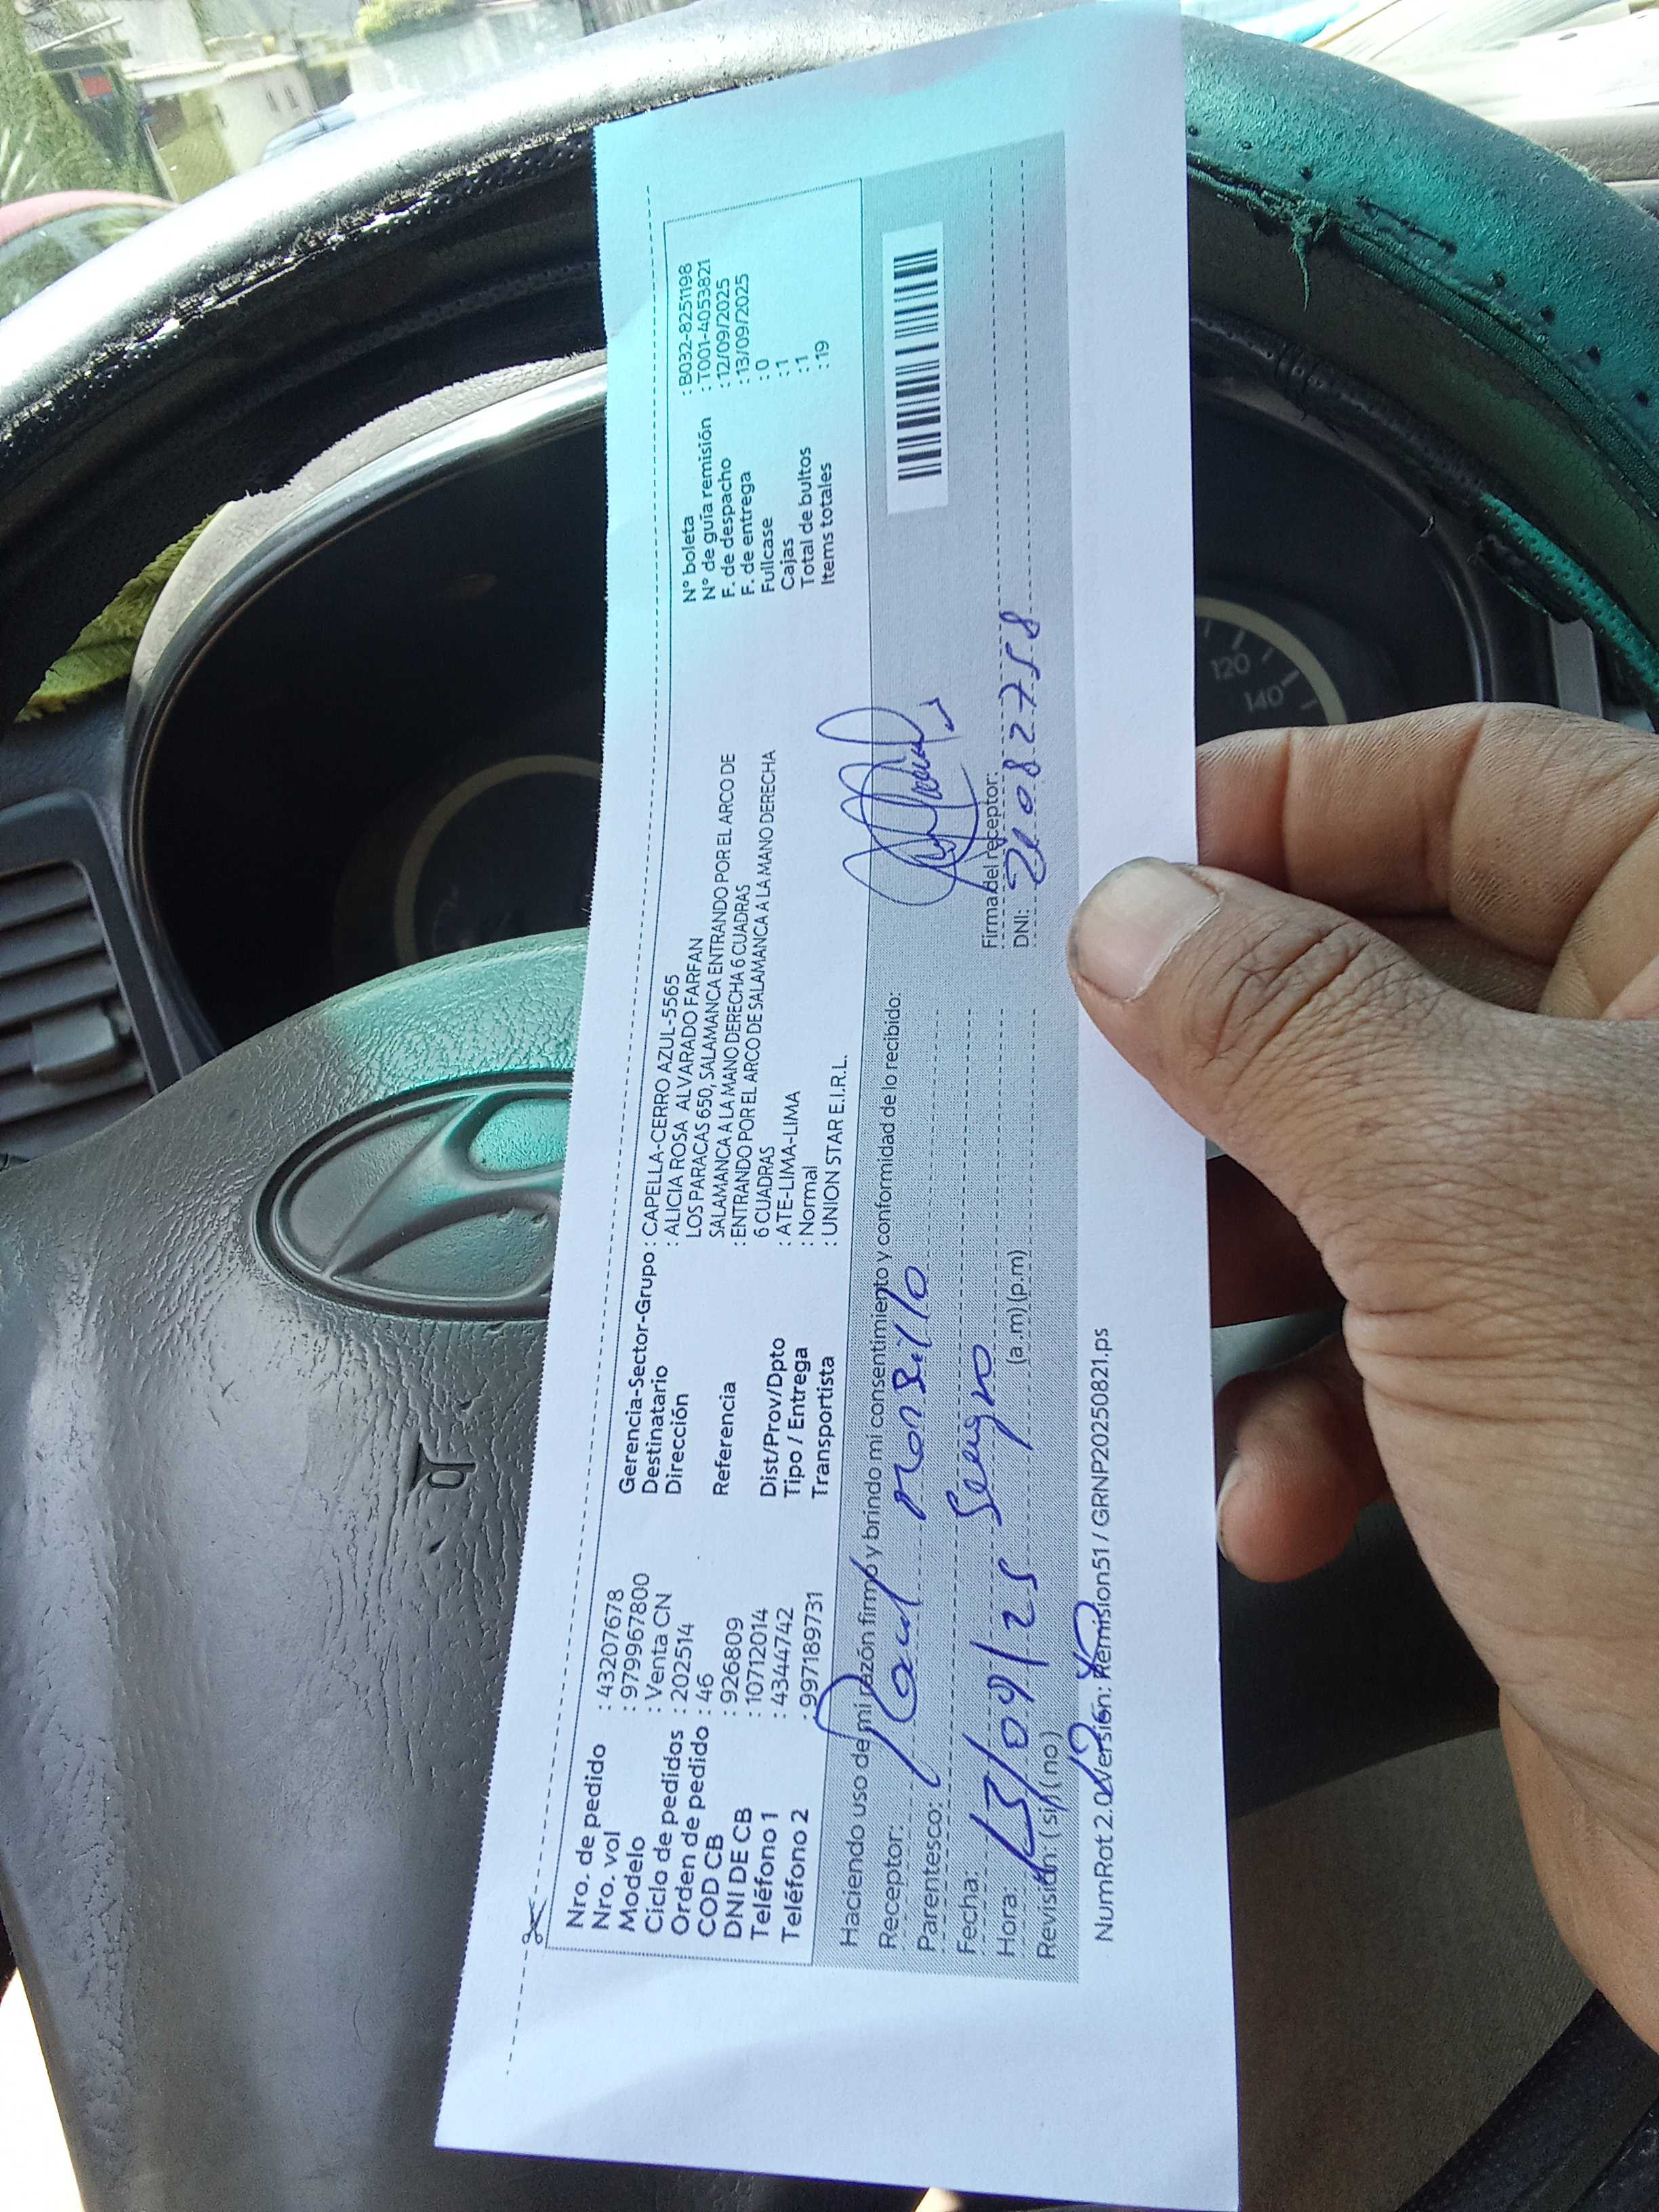 Nro. de pedido : 43207678
Nro. vol : 979967800
Modelo : Venta CN
Ciclo de pedidos : 202514
Orden de pedido : 46
COD CB : 926809
DNI DE CB : 10712014
Teléfono 1 : 4344742
Teléfono 2 : 997189731
Gerencia-Sector-Grupo : CAPELLA-CERRO AZUL-5565
Destinatario : ALICIA ROSA ALVARADO FARFAN
Dirección LOS PARACAS 650, SALAMANCA ENTRANDO POR EL ARCO DE
SALAMANCA A LA MANO DERECHA 6 CUADRAS
Referencia : ENTRANDO POR EL ARCO DE SALAMANCA A LA MANO DERECHA
6 CUADRAS
Dist/Prov/Dpto : ATE-LIMA-LIMA
Tipo / Entrega : Normal
Transportista : UNION STAR E.I.R.L.
N° boleta : B032-8251198
N° de guía remisión : T001-4053821
F. de despacho : 12/09/2025
F. de entrega : 13/09/2025
Fullcase : 0
Cajas : 1
Total de bultos : 1
Items totales : 19
Haciendo uso de mi razón firmo y brindo mi consentimiento y conformidad de lo recibido:
Receptor: Raul
Parentesco: Suegro
Fecha: 13/09/25
Hora: (a.m) (p.m)
Revisión: (si) (no)
Firma del receptor:
DNI:
NumRot 2.0 Versión: Remision51 / GRNP20250821.ps
120
140